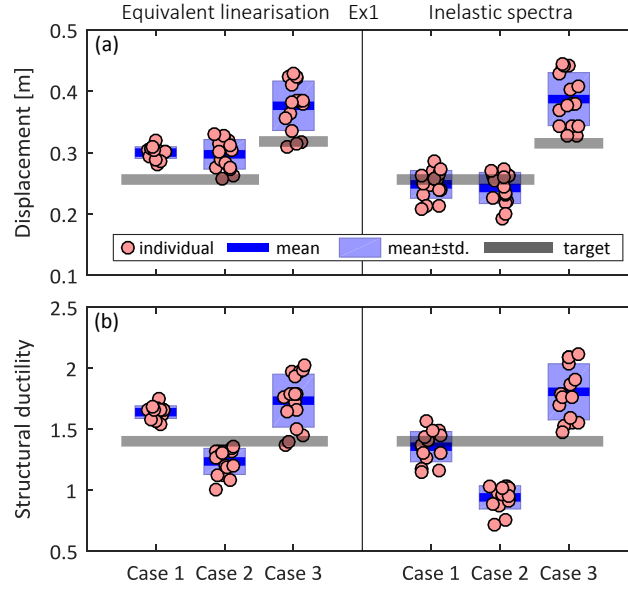 Equivalent linearisation Ex1 Inelastic spectra
0.5
(a)
0.4
0.3
0.2
0.1
Displacement [m]
individual mean mean±std. target
2.5
(b)
2
1.5
1
0.5
Structural ductility
Case 1 Case 2 Case 3 Case 1 Case 2 Case 3